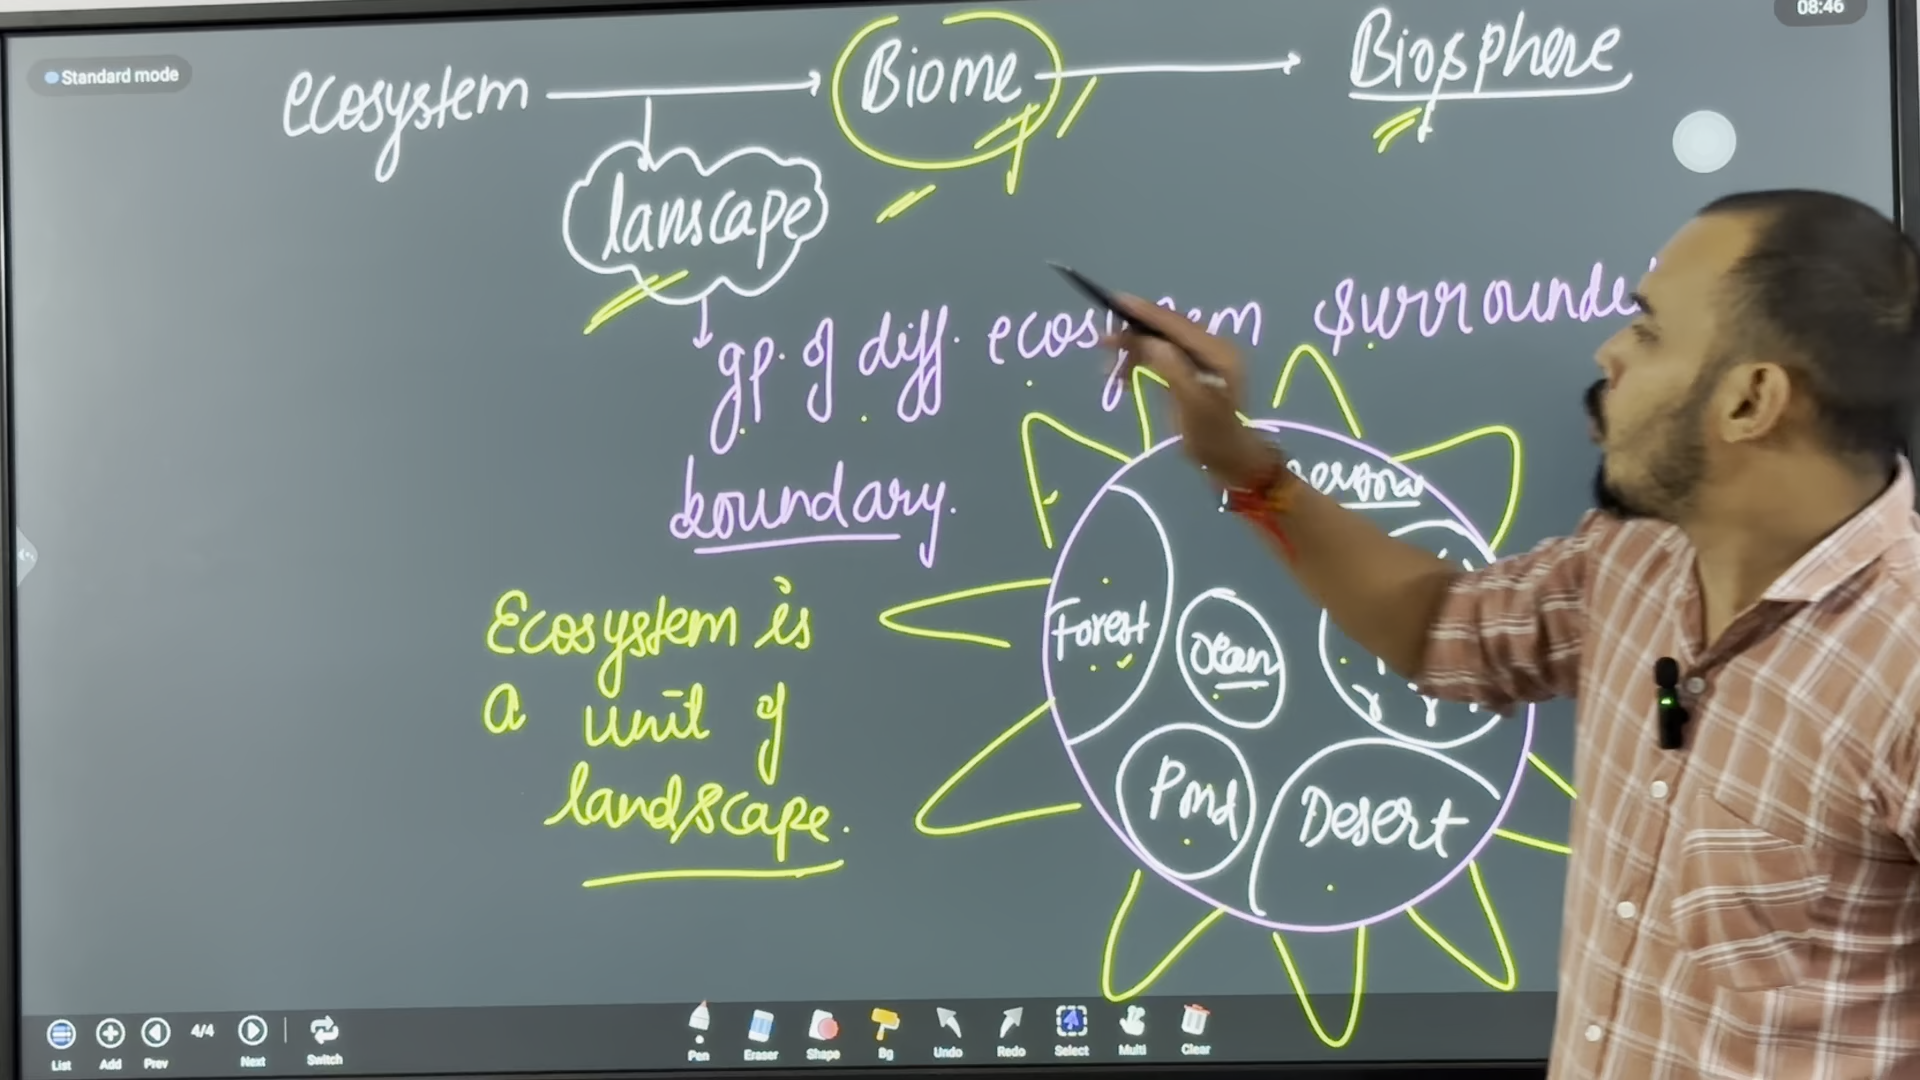 08:46
Standard mode
ecosystem → Biome → Biosphere
lanscape
gp. of diff. ecosystem surrounded
boundary.
Ecosystem is
a unit of
landscape.
Forest
Ocean
Pond
Desert
List Add Prev 4/4 Next Switch
Pen Eraser Shape Bg Undo Redo Select Multi Clear